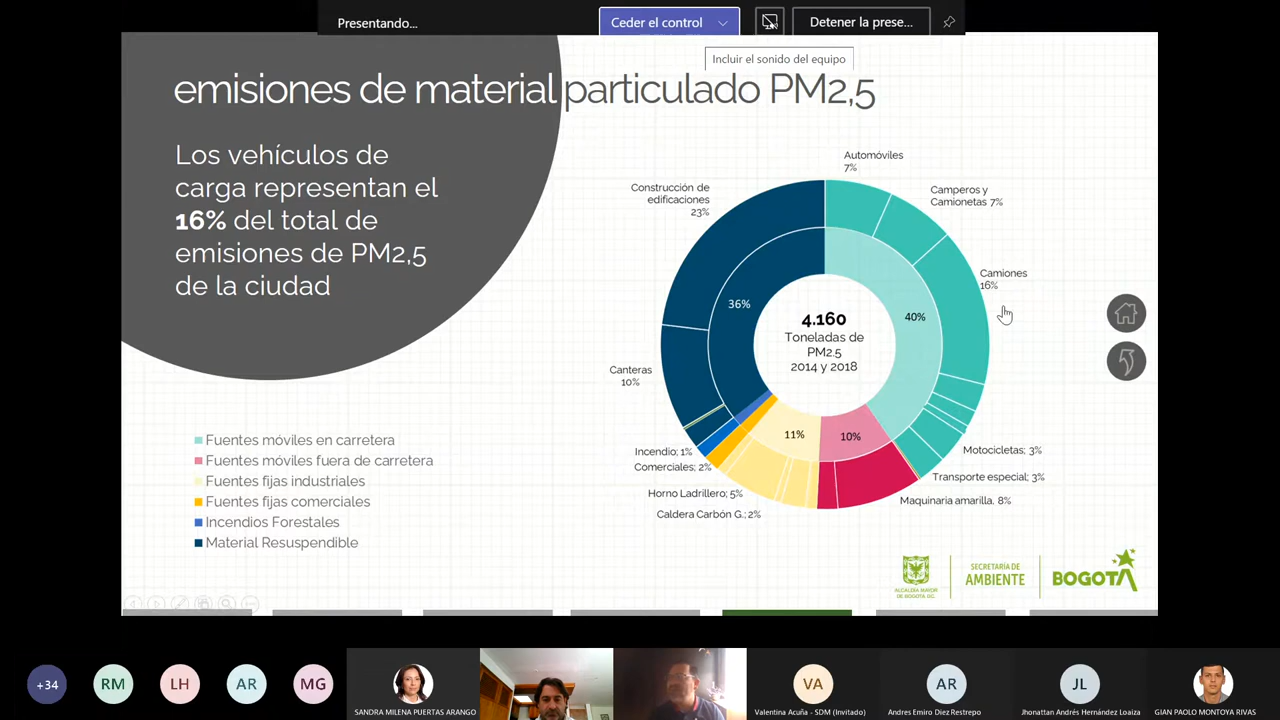 Presentando...
Ceder el control
Detener la prese...
Incluir el sonido del equipo
emisiones de material particulado PM2,5
Los vehículos de
carga representan el
16% del total de
emisiones de PM2,5
de la ciudad
Automóviles
7%
Camperos y
Camionetas 7%
Construcción de
edificaciones
23%
Camiones
16%
36%
40%
4.160
Toneladas de
PM2.5
2014 y 2018
Canteras
10%
11%
10%
Incendio; 1%
Comerciales; 2%
Horno Ladrillero; 5%
Caldera Carbón G.; 2%
Motocicletas; 3%
Transporte especial; 3%
Maquinaria amarilla. 8%
Fuentes móviles en carretera
Fuentes móviles fuera de carretera
Fuentes fijas industriales
Fuentes fijas comerciales
Incendios Forestales
Material Resuspendible
ALCALDÍA MAYOR
DE BOGOTÁ D.C.
SECRETARÍA DE
AMBIENTE
BOGOTÁ
+34
RM
LH
AR
MG
SANDRA MILENA PUERTAS ARANGO
VA
Valentina Acuña - SDM (Invitado)
AR
Andres Emiro Diez Restrepo
JL
Jhonattan Andrés Hernández Loaiza
GIAN PAOLO MONTOYA RIVAS